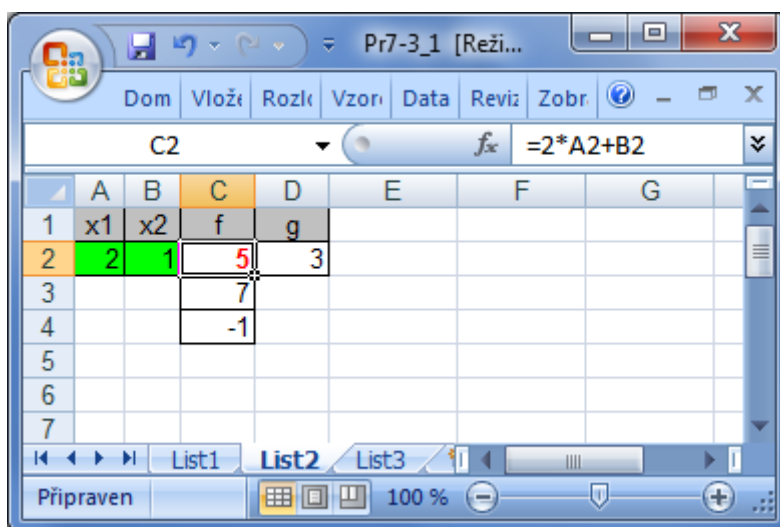 Pr7-3_1 [Reži...
Dom Vlože Rozlo Vzor Data Reviz Zobr
C2 fx =2*A2+B2
A B C D E F G
1 x1 x2 f g
2 2 1 5 3
3 7
4 -1
5
6
7
List1 List2 List3
Připraven 100 %